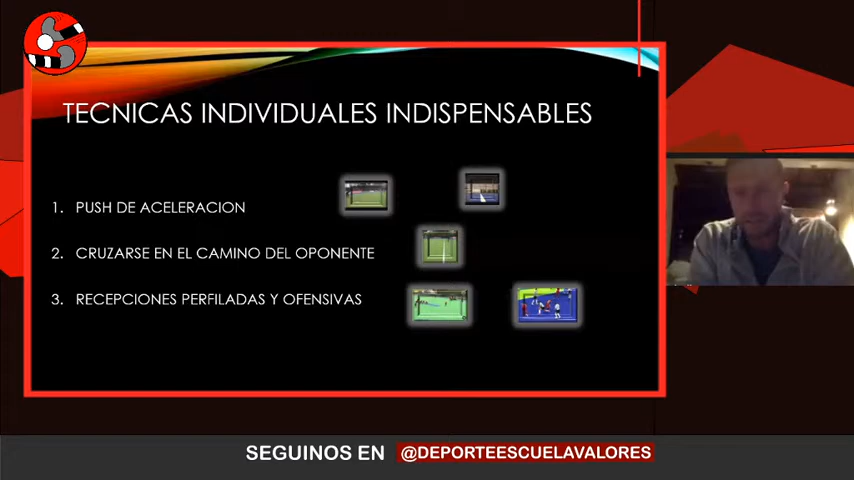 TECNICAS INDIVIDUALES INDISPENSABLES
1. PUSH DE ACELERACION
2. CRUZARSE EN EL CAMINO DEL OPONENTE
3. RECEPCIONES PERFILADAS Y OFENSIVAS
SEGUINOS EN @DEPORTEESCUELAVALORES